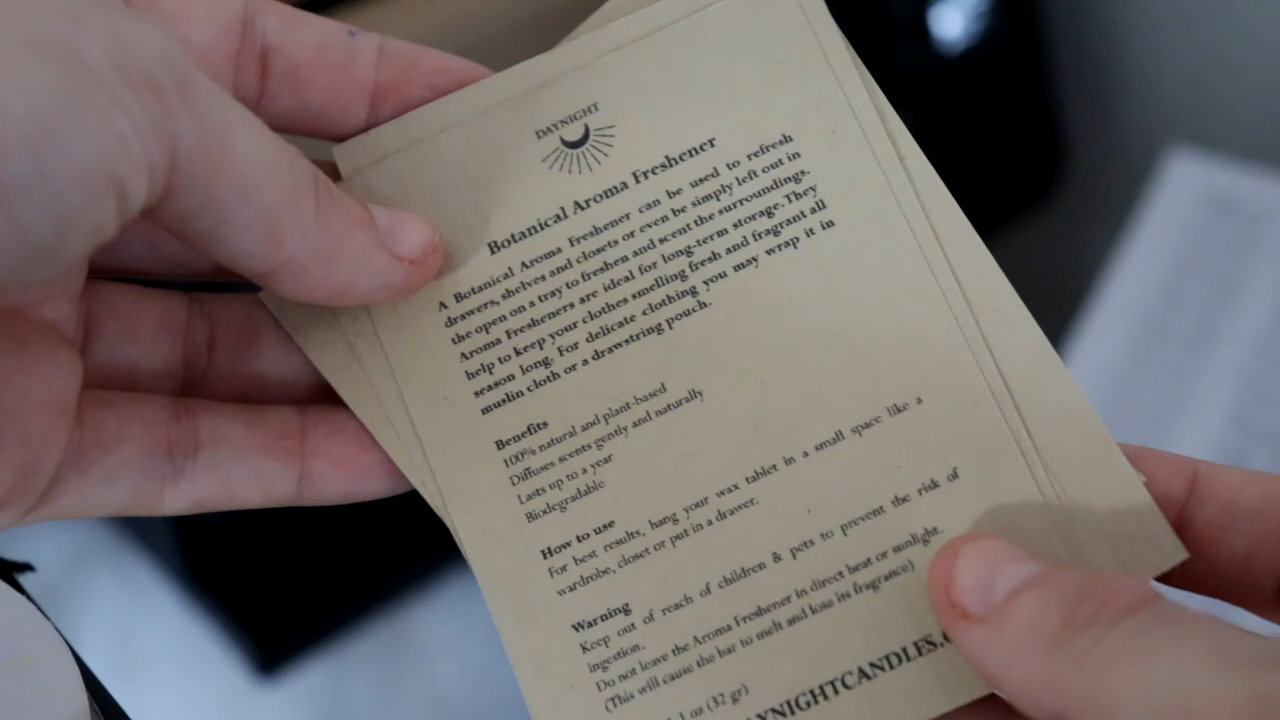 DAYNIGHT
Botanical Aroma Freshener
A Botanical Aroma Freshener can be used to refresh
drawers, shelves and closets or even be simply left out in
the open on a tray to freshen and scent the surroundings.
Aroma Fresheners are ideal for long-term storage. They
help to keep your clothes smelling fresh and fragrant all
season long. For delicate clothing you may wrap it in
muslin cloth or a drawstring pouch.
Benefits
100% natural and plant-based
Diffuses scents gently and naturally
Lasts up to a year
Biodegradable
How to use
For best results, hang your wax tablet in a small space like a
wardrobe, closet or put in a drawer.
Warning
Keep out of reach of children & pets to prevent the risk of
ingestion.
Do not leave the Aroma Freshener in direct heat or sunlight.
(This will cause the bar to melt and lose its fragrance)
1 oz (32 gr)
AYNIGHTCANDLES.